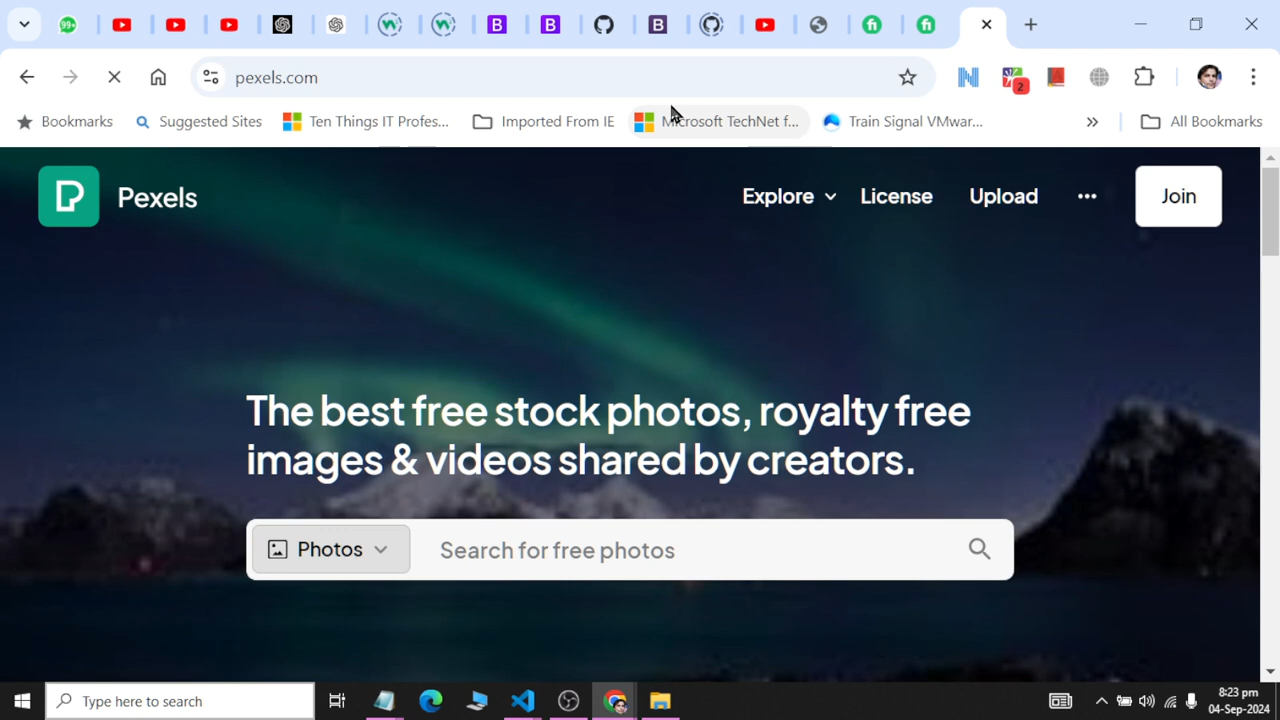 99+
pexels.com
2
Bookmarks
Suggested Sites
Ten Things IT Profes...
Imported From IE
Microsoft TechNet f...
Train Signal VMwar...
All Bookmarks
Pexels
Explore
License
Upload
Join
The best free stock photos, royalty free
images & videos shared by creators.
Photos
Search for free photos
Type here to search
8:23 pm
04-Sep-2024